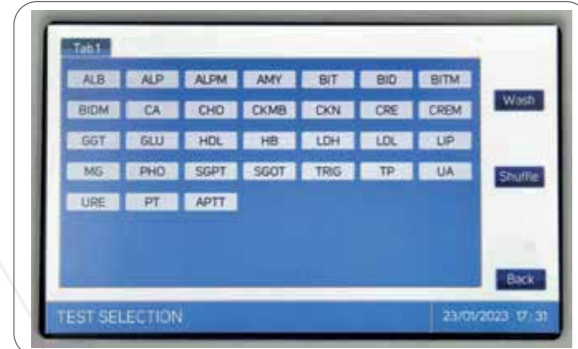 Tab1
ALB ALP ALPM AMY BIT BID BITM
BIDM CA CHO CKMB CKN CRE CREM
Wash
GGT GLU HDL HB LDH LDL LIP
MG PHO SGPT SGOT TRIG TP UA
Shuffle
URE PT APTT
Back
TEST SELECTION 23/01/2023 17:31